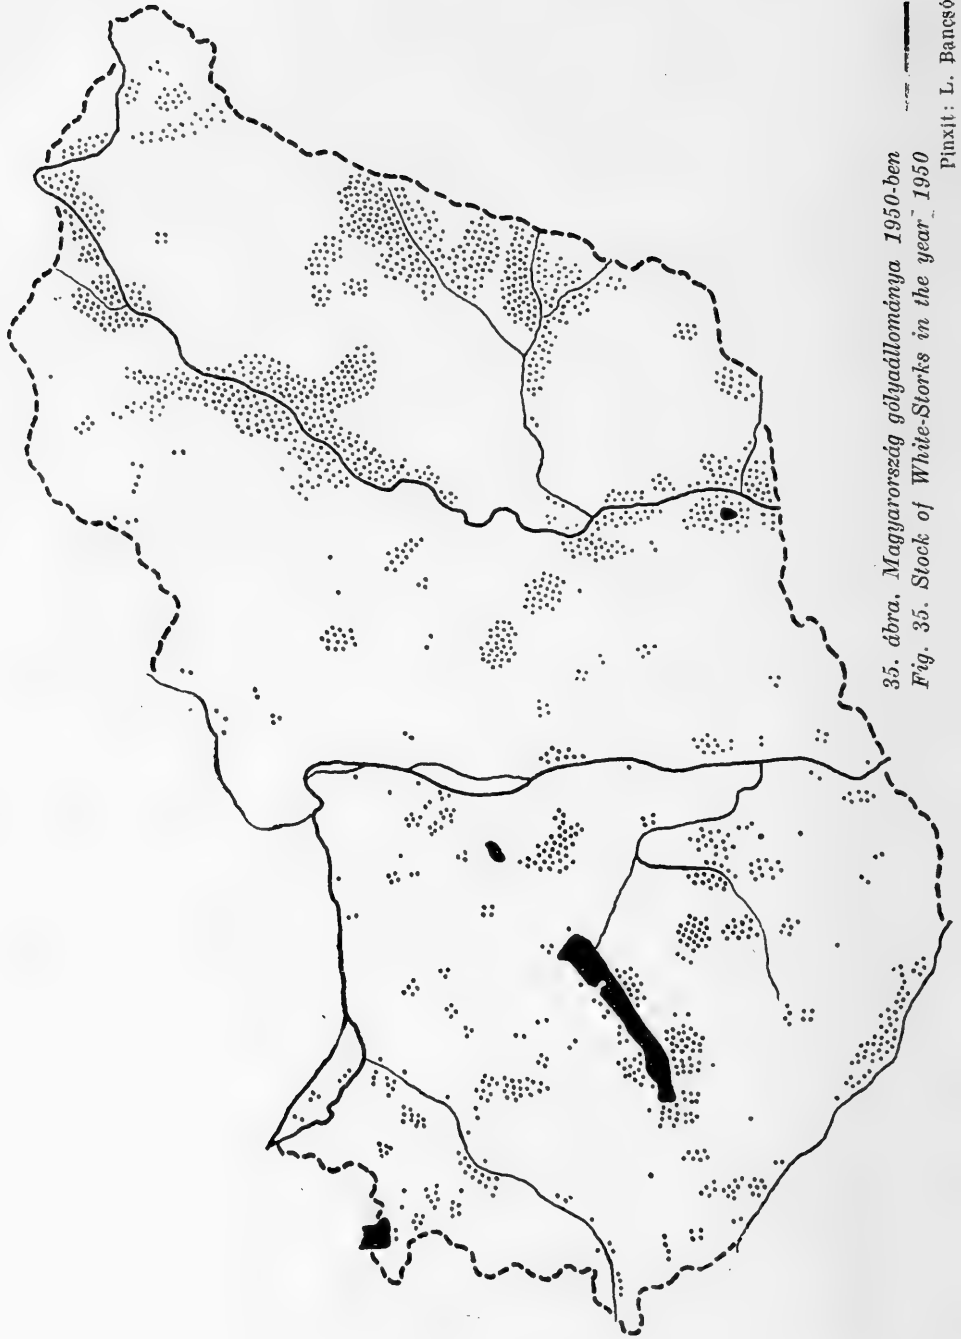 35. ábra. Magyarország gólyaállománya 1950-ben
Fig. 35. Stock of White-Storks in the year 1950
Pinxit: L. Bancsó